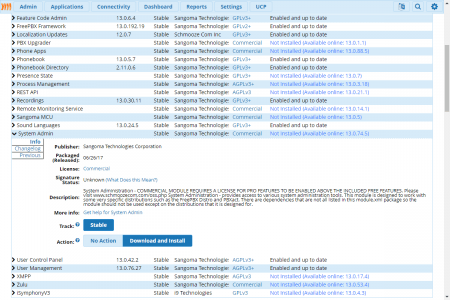 Admin Applications Connectivity Dashboard Reports Settings UCP
Feature Code Admin 13.0.6.4 Stable Sangoma Technologies GPLv3+ Enabled and up to date
FreePBX Framework 13.0.192.19 Stable Sangoma Technologies GPLv2+ Enabled and up to date
Localization Updates 12.0.7 Schmooze Com Inc GPLv3+ Enabled and up to date
PBX Upgrader Stable Sangoma Technologies Commercial Not Installed (Available online: 13.0.1.1)
Phone Apps Stable Sangoma Technologies Commercial Not Installed (Available online: 13.0.86.5)
Phonebook 13.0.5.7 Stable Sangoma Technologies GPLv3+ Enabled and up to date
Phonebook Directory 2.11.0.6 Stable Sangoma Technologies GPLv3+ Enabled and up to date
Presence State Stable Sangoma Technologies GPLv3+ Not Installed (Available online: 13.0.7)
Process Management Stable Sangoma Technologies AGPLv3+ Not Installed (Available online: 13.0.3.18)
REST API Stable Sangoma Technologies AGPLv3 Not Installed (Available online: 13.0.21.1)
Recordings 13.0.30.11 Stable Sangoma Technologies GPLv3+ Enabled and up to date
Remote Monitoring Service Stable Sangoma Technologies Commercial Not Installed (Available online: 13.0.14.1)
Sangoma MCU Stable Sangoma Technologies Commercial Not Installed (Available online: 13.0.5)
Sound Languages 13.0.24.5 Stable Sangoma Technologies GPLv3+ Enabled and up to date
System Admin Stable Sangoma Technologies Commercial Not Installed (Available online: 13.0.74.5)
Info
Changelog
Previous
Publisher: Sangoma Technologies Corporation
Packaged (Released): 06/26/17
License: Commercial
Signature Status: Unknown (What Does this Mean?)
Description: System Administration - COMMERCIAL MODULE REQUIRES A LICENSE FOR PRO FEATURES TO BE ENABLED ABOVE THE INCLUDED FREE FEATURES. Please
Visit www.schmoozecom.com/oss.php System Administration - provides access to various system administration tools. This module is designed to work with
some very specific distributions such as the FreePBX Distro and PBXact. There are dependencies that are not all listed in this module.xml package so the
module should not be used except on the distributions that it is designed for.
More info: Get help for System Admin
Track: Stable
Action: No Action Download and Install
User Control Panel 13.0.42.2 Stable Sangoma Technologies AGPLv3+ Enabled and up to date
User Management 13.0.76.27 Stable Sangoma Technologies AGPLv3+ Enabled and up to date
XMPP Stable Sangoma Technologies AGPLv3 Not Installed (Available online: 13.0.17.4)
Zulu Stable Sangoma Technologies Commercial Not Installed (Available online: 13.0.53.4)
iSymphonyV3 Stable i9 Technologies GPLv3 Not Installed (Available online: 13.0.4.3)